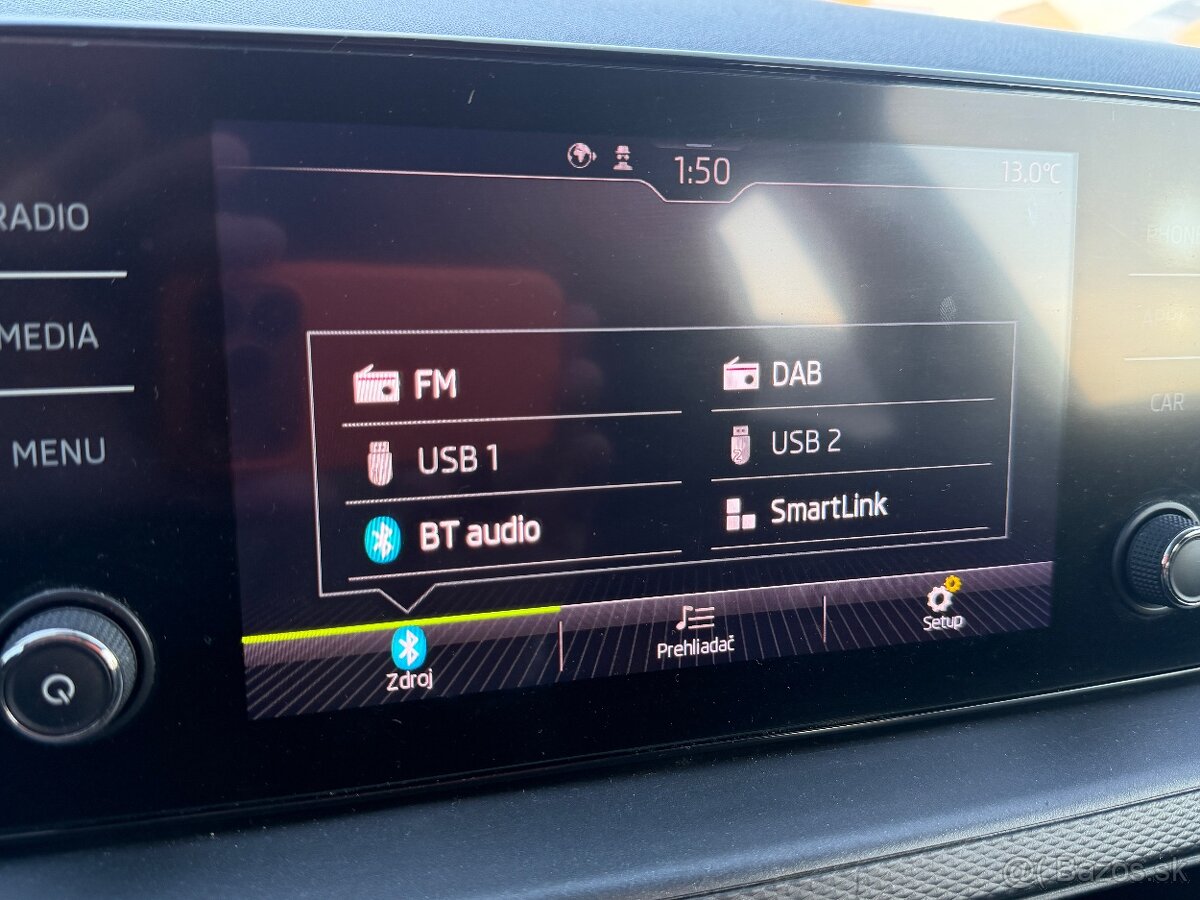 1:50
13.0°C
RADIO
MEDIA
MENU
PHONE
CAR
FM
DAB
USB 1
USB 2
BT audio
SmartLink
Zdroj
Prehliadač
Setup
@Bazos.sk